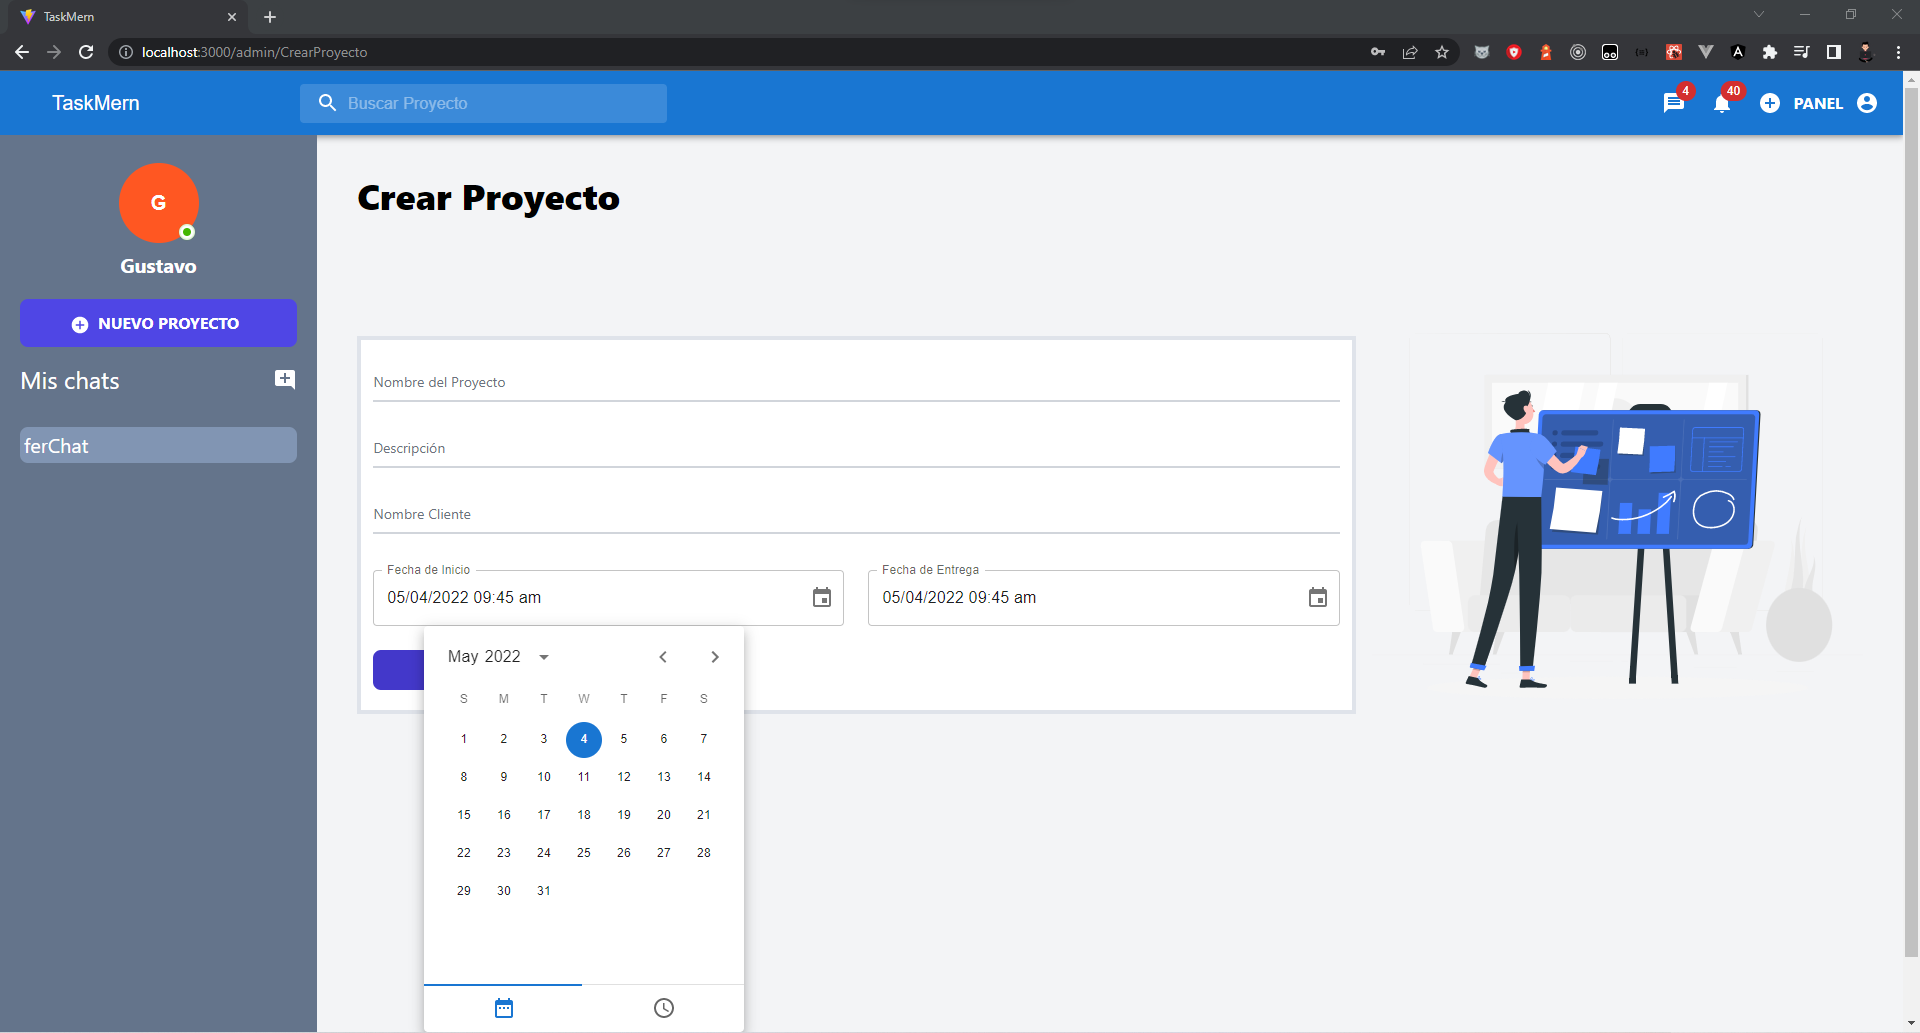 TaskMern
localhost:3000/admin/CrearProyecto
TaskMern
Buscar Proyecto
4
40
PANEL
G
Gustavo
NUEVO PROYECTO
Mis chats
ferChat
Crear Proyecto
Nombre del Proyecto
Descripción
Nombre Cliente
Fecha de Inicio
05/04/2022 09:45 am
Fecha de Entrega
05/04/2022 09:45 am
May 2022
S M T W T F S
1 2 3 4 5 6 7
8 9 10 11 12 13 14
15 16 17 18 19 20 21
22 23 24 25 26 27 28
29 30 31